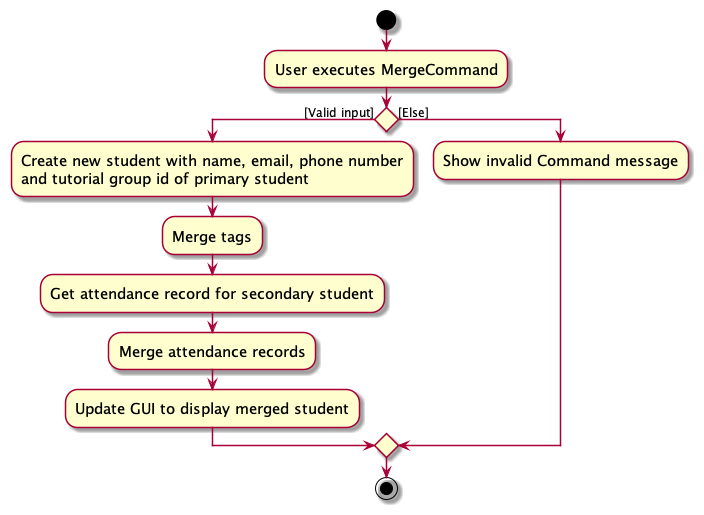 User executes MergeCommand
[Valid input]
[Else]
Create new student with name, email, phone number
and tutorial group id of primary student
Show invalid Command message
Merge tags
Get attendance record for secondary student
Merge attendance records
Update GUI to display merged student